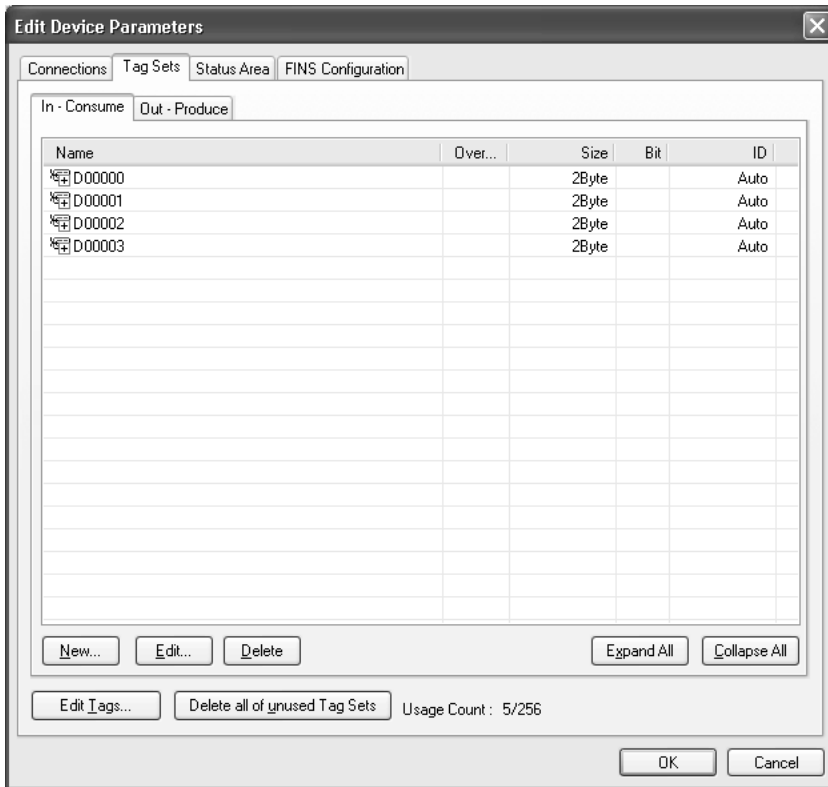 Edit Device Parameters
Connections Tag Sets Status Area FINS Configuration
In - Consume Out - Produce
Name Over... Size Bit ID
D00000 2Byte Auto
D00001 2Byte Auto
D00002 2Byte Auto
D00003 2Byte Auto
New... Edit... Delete Expand All Collapse All
Edit Tags... Delete all of unused Tag Sets Usage Count : 5/256
OK Cancel